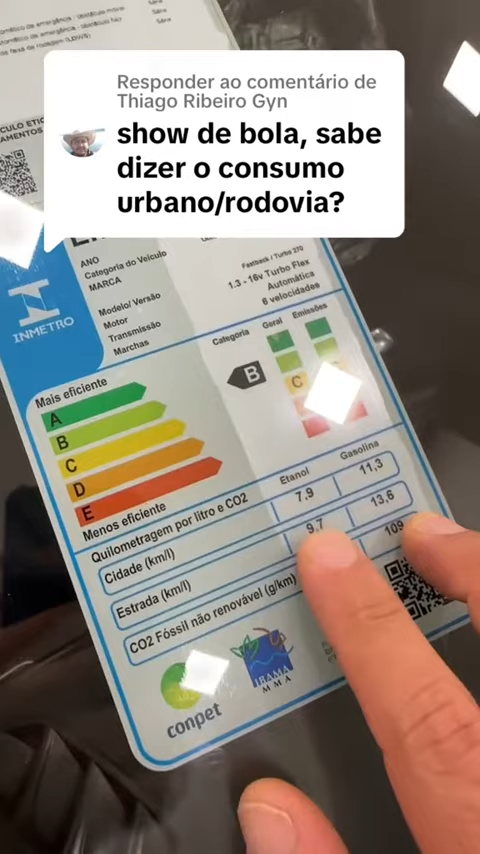 Responder ao comentário de
Thiago Ribeiro Gyn
show de bola, sabe
dizer o consumo
urbano/rodovia?
Série
INMETRO
ANO
Categoria do Veículo
MARCA
Modelo/ Versão
Motor
Transmissão
Marchas
Fastback / Turbo 270
1.3 - 16v Turbo Flex
Automática
6 velocidades
Categoria Geral Emissões
B
C
Mais eficiente
A
B
C
D
E
Menos eficiente
Quilometragem por litro e CO2
Etanol Gasolina
Cidade (km/l) 7,9 11,3
Estrada (km/l) 9,7 13,6
CO2 Fóssil não renovável (g/km) 109
conpet
IBAMA
MMA